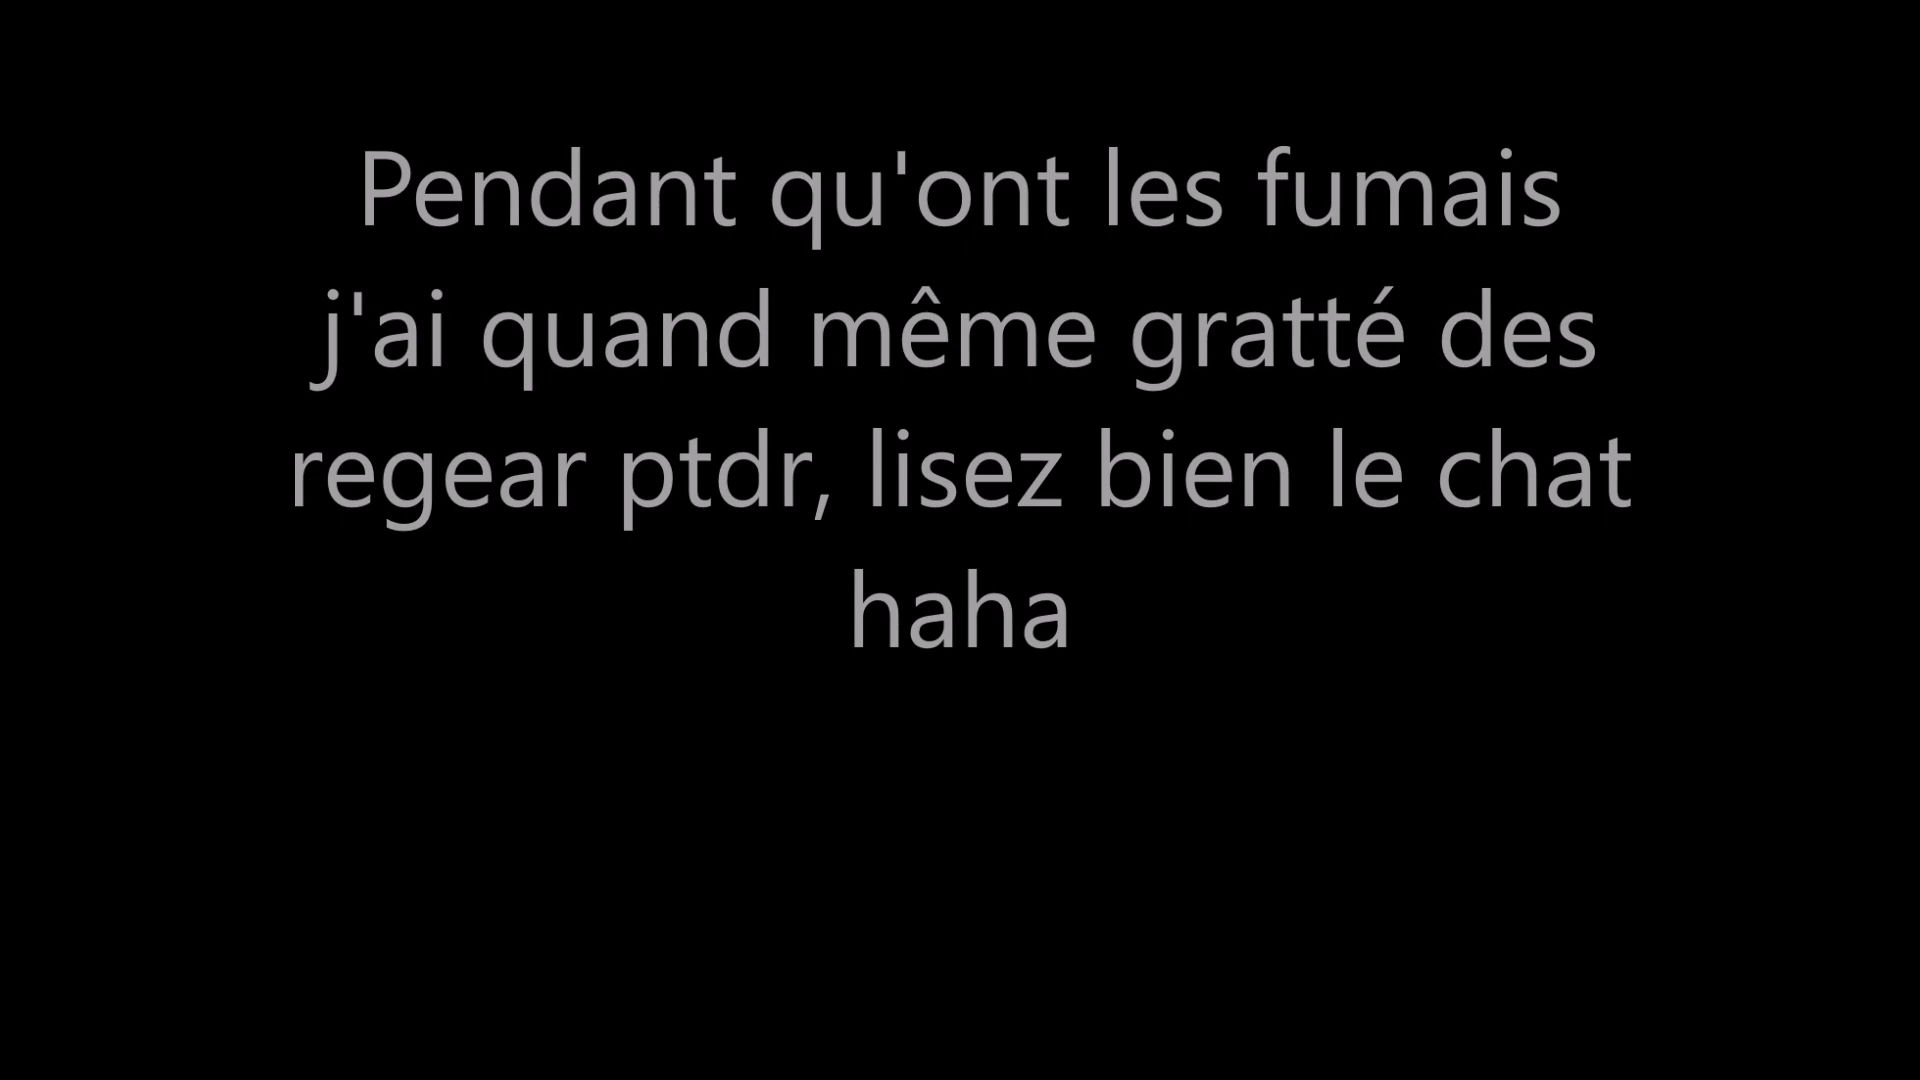 Pendant qu'ont les fumais
j'ai quand même gratté des
regear ptdr, lisez bien le chat
haha